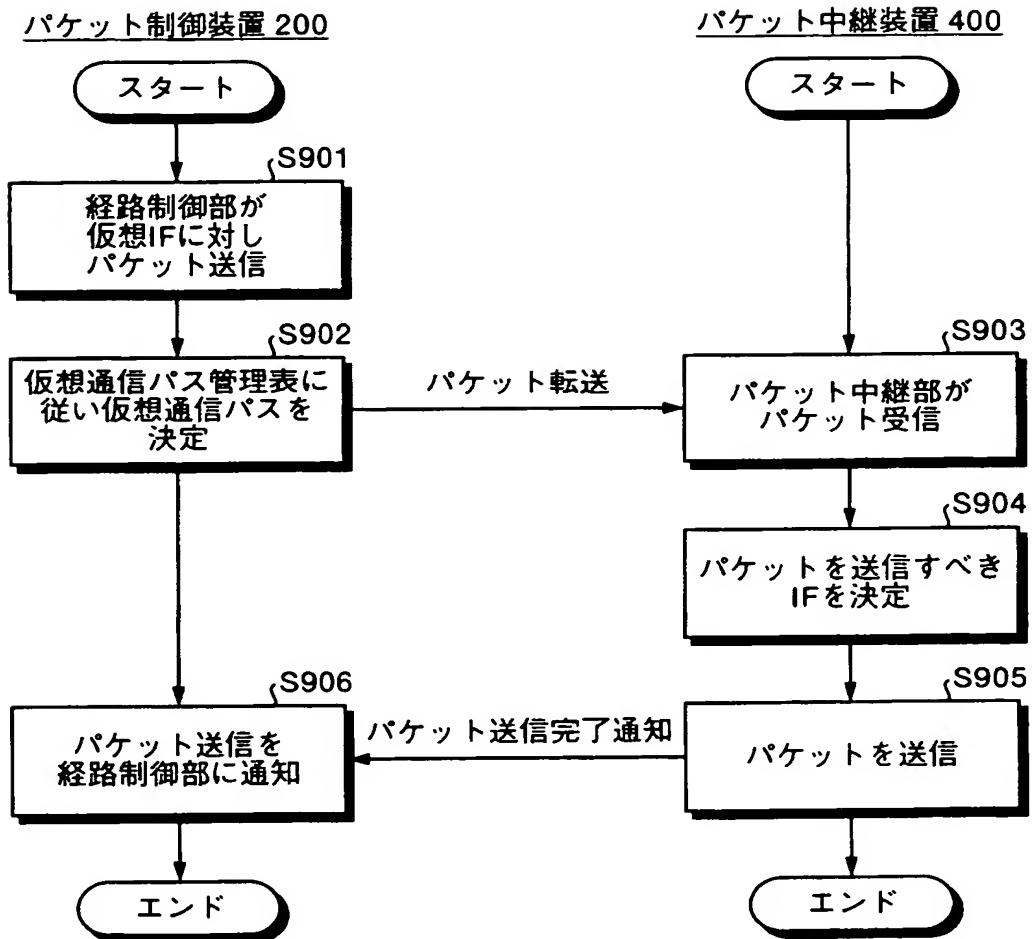 パケット制御装置 200
パケット中継装置 400
スタート
スタート
S901
経路制御部が
仮想IFに対し
パケット送信
S902
仮想通信パス管理表に
従い仮想通信パスを
決定
パケット転送
S903
パケット中継部が
パケット受信
S904
パケットを送信すべき
IFを決定
S905
パケットを送信
パケット送信完了通知
S906
パケット送信を
経路制御部に通知
エンド
エンド